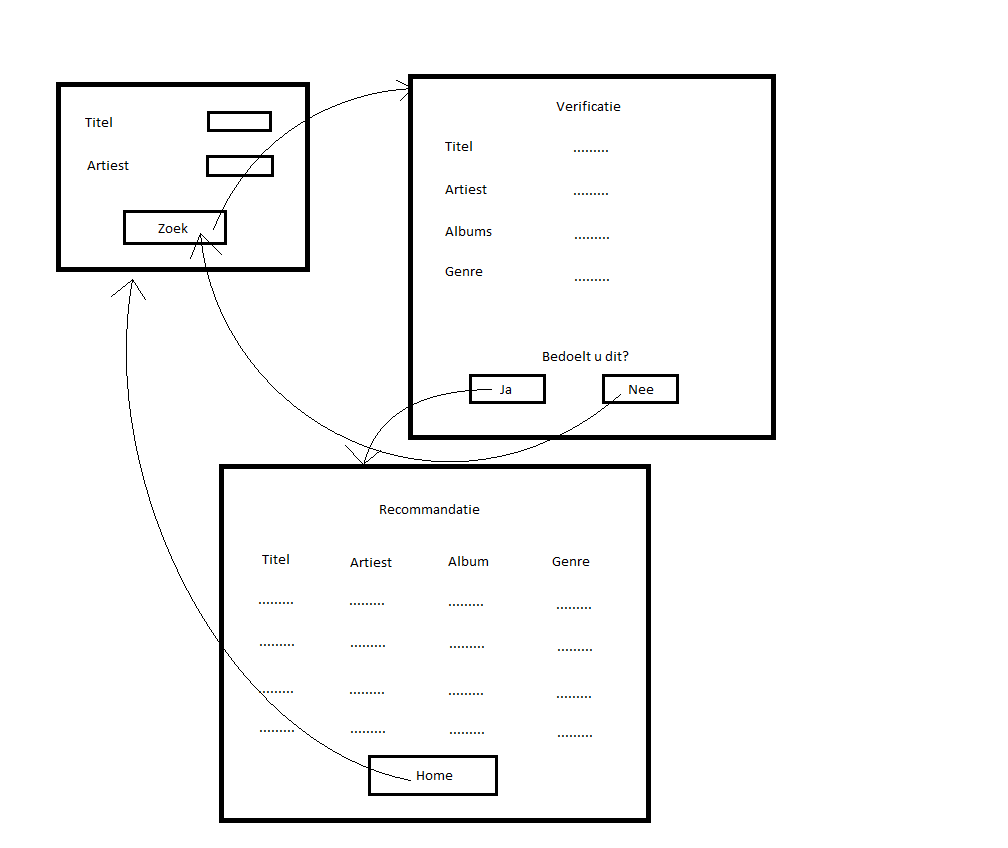 Titel
Artiest
Zoek
Verificatie
Titel .........
Artiest .........
Albums .........
Genre .........
Bedoelt u dit?
Ja Nee
Recommandatie
Titel Artiest Album Genre
......... ......... ......... .........
......... ......... ......... .........
......... ......... ......... .........
......... ......... ......... .........
Home